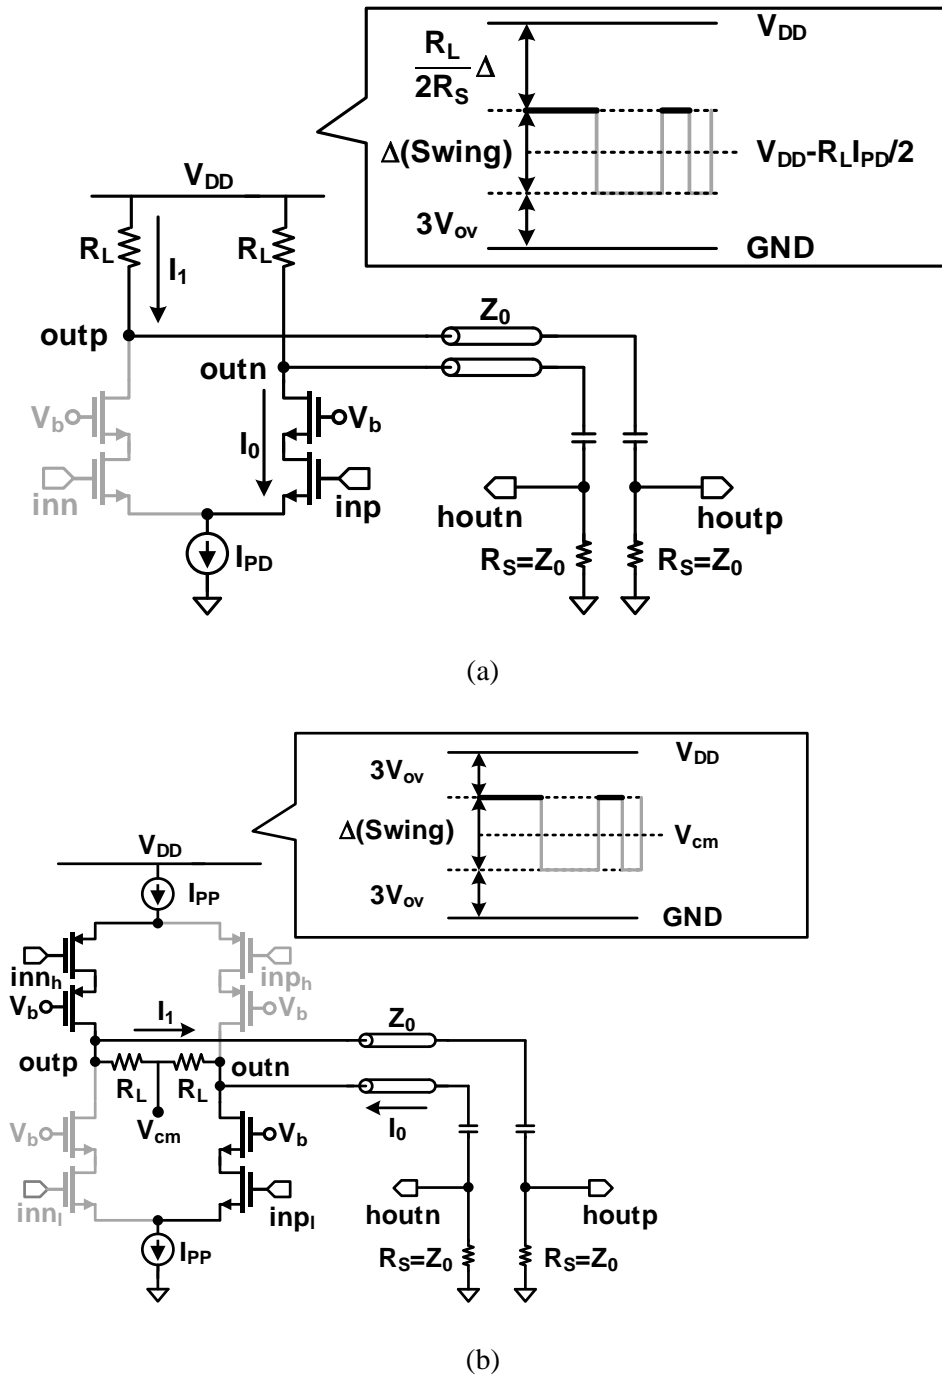 V_DD
R_L
2R_S
Δ
Δ(Swing)
V_DD-R_LI_PD/2
3V_ov
GND
V_DD
R_L
R_L
I_1
outp
Z_0
outn
V_b
V_b
I_0
inn
inp
I_PD
houtn
houtp
R_S=Z_0
R_S=Z_0
(a)
V_DD
3V_ov
Δ(Swing)
V_cm
3V_ov
GND
V_DD
I_PP
inn_h
inp_h
V_b
V_b
I_1
Z_0
outp
outn
R_L
R_L
V_cm
I_0
V_b
V_b
inn_l
inp_l
houtn
houtp
I_PP
R_S=Z_0
R_S=Z_0
(b)